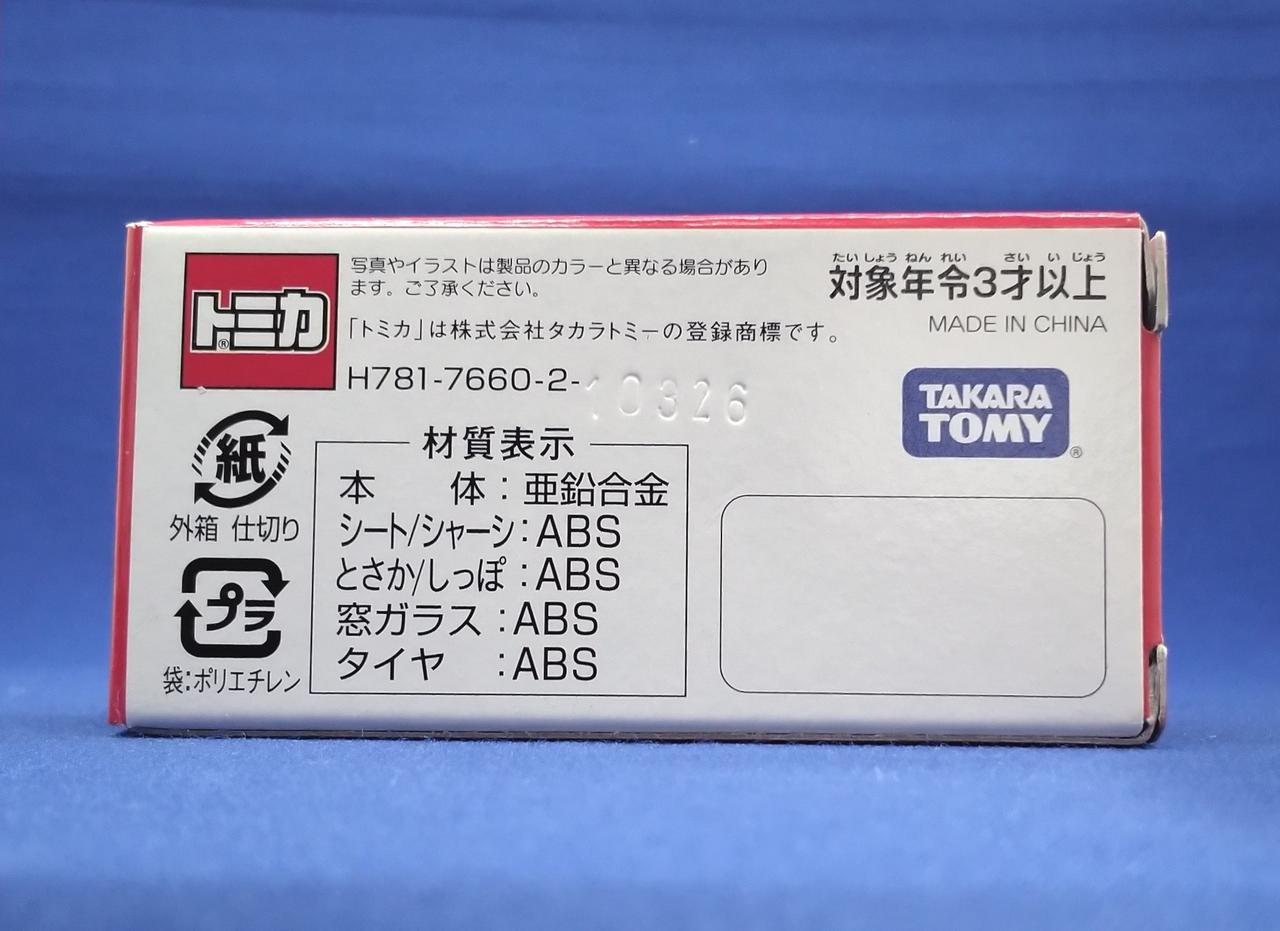 トミカ®
写真やイラストは製品のカラーと異なる場合があり
ます。ご了承ください。
「トミカ」は株式会社タカラトミーの登録商標です。
H781-7660-2-10326
たいしょうねんれい さい いじょう
対象年令3才以上
MADE IN CHINA
TAKARA
TOMY®
紙
外箱 仕切り
プラ
袋:ポリエチレン
材質表示
本 体:亜鉛合金
シート/シャーシ:ABS
とさか/しっぽ:ABS
窓ガラス:ABS
タイヤ :ABS